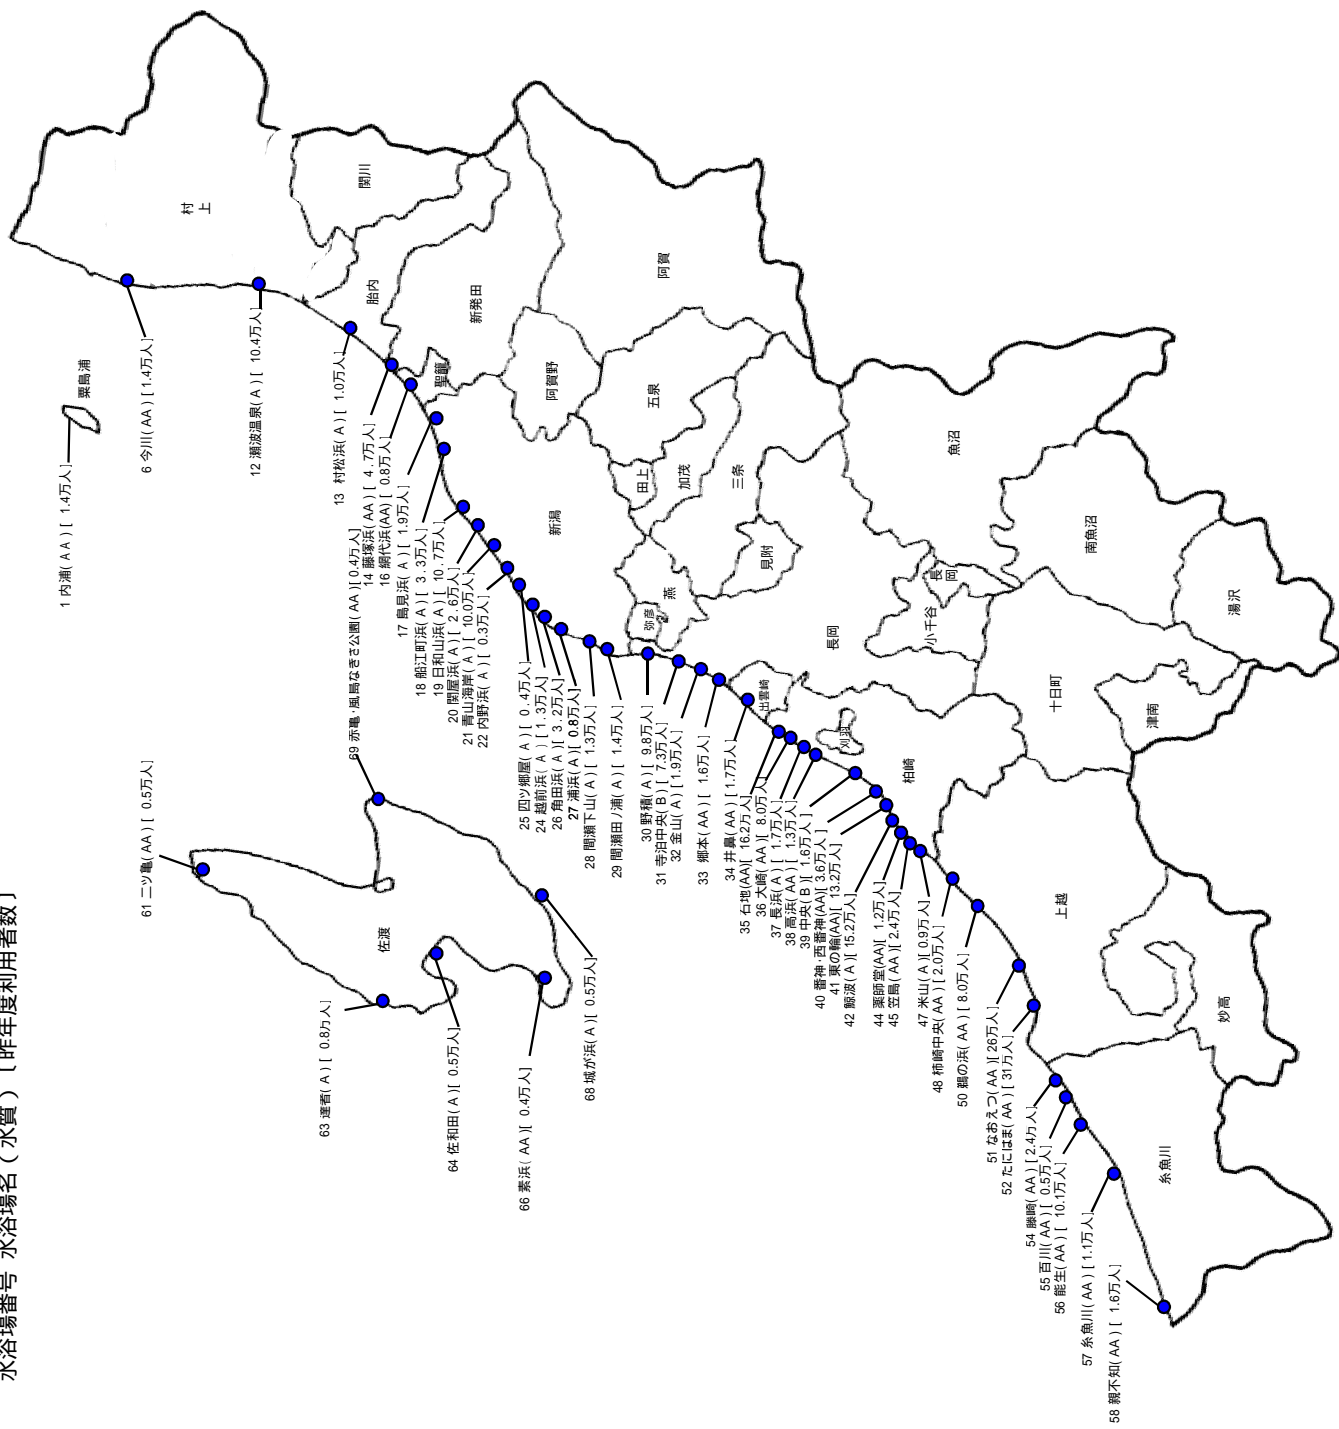 水浴場番号 水浴場名（水質）［昨年度利用者数］
1 内浦( AA ) [ 1.4万人]
6 今川( AA ) [ 1.4万人]
12 瀬波温泉( A ) [ 10.4万人]
13 村松浜( A ) [ 1.0万人]
14 藤塚浜( AA ) [ 4.7万人]
16 網代浜(AA) [ 0.8万人]
17 島見浜( A ) [ 1.9万人]
18 船江町浜( A ) [ 3.3万人]
19 日和山浜( A ) [ 10.7万人]
20 関屋浜( A ) [ 2.6万人]
21 青山海岸( A ) [ 10.0万人]
22 内野浜( A ) [ 0.3万人]
25 四ツ郷屋( A ) [ 0.4万人]
24 越前浜( A ) [ 1.3万人]
26 角田浜( A )[ 3.2万人]
27 浦浜( A )[ 0.8万人]
28 間瀬下山( A ) [ 1.3万人]
29 間瀬田ノ浦( A ) [ 1.4万人]
30 野積( A ) [ 9.8万人]
31 寺泊中央( B ) [ 7.3万人]
32 金山( A ) [ 1.9万人]
33 郷本( AA ) [ 1.6万人]
34 井鼻( AA ) [ 1.7万人]
35 石地(AA)[ 16.2万人]
36 大崎( AA )[ 8.0万人]
37 長浜( A ) [ 1.7万人]
38 高浜( AA ) [ 1.3万人]
39 中央( B )[ 1.6万人 ]
40 番神･西番神(AA)[ 3.6万人 ]
41 東の輪(AA)[ 13.2万人]
42 鯨波( A )[ 15.2万人]
44 薬師堂(AA)[ 1.2万人]
45 笠島( AA )[ 2.4万人]
47 米山( A )[ 0.9万人]
48 柿崎中央( AA )[ 2.0万人]
50 鵜の浜( AA ) [ 8.0万人]
51 なおえつ( AA )[ 26万人]
52 たにはま( AA ) [ 31万人]
54 藤崎( AA ) [ 2.4万人]
55 百川( AA ) [ 0.5万人]
56 能生( AA ) [ 10.1万人]
57 糸魚川( AA ) [ 1.1万人]
58 親不知( AA ) [ 1.6万人]
61 二ツ亀( AA ) [ 0.5万人]
63 達者( A ) [ 0.8万人]
64 佐和田( A )[ 0.5万人]
66 素浜( AA )[ 0.4万人]
68 城が浜( A )[ 0.5万人]
69 赤亀･風島なぎさ公園( AA )[ 0.4万人]
粟島浦
村上
関川
胎内
新発田
聖籠
阿賀野
阿賀
新潟
五泉
田上
加茂
三条
見附
燕
弥彦
長岡
出雲崎
刈羽
柏崎
小千谷
長岡
魚沼
南魚沼
湯沢
十日町
津南
上越
妙高
糸魚川
佐渡